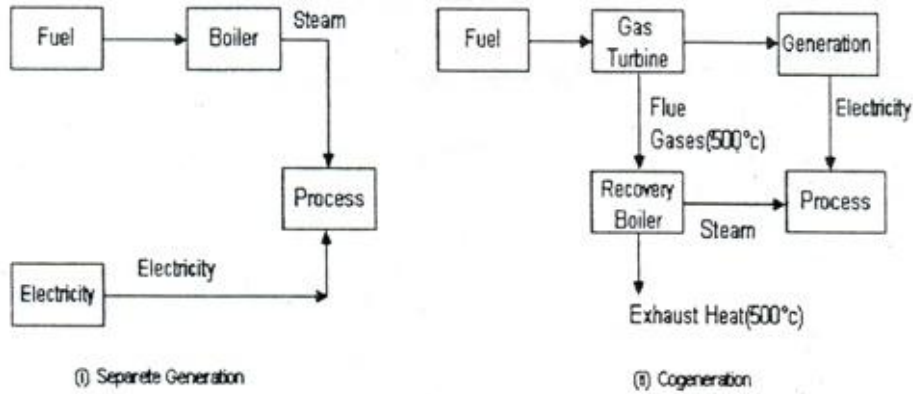 Steam
Fuel
Boiler
Process
Electricity
Electricity
(i) Separete Generation
Fuel
Gas
Turbine
Generation
Flue
Gases(500°c)
Electricity
Recovery
Boiler
Steam
Process
Exhaust Heat(500°c)
(ii) Cogeneration